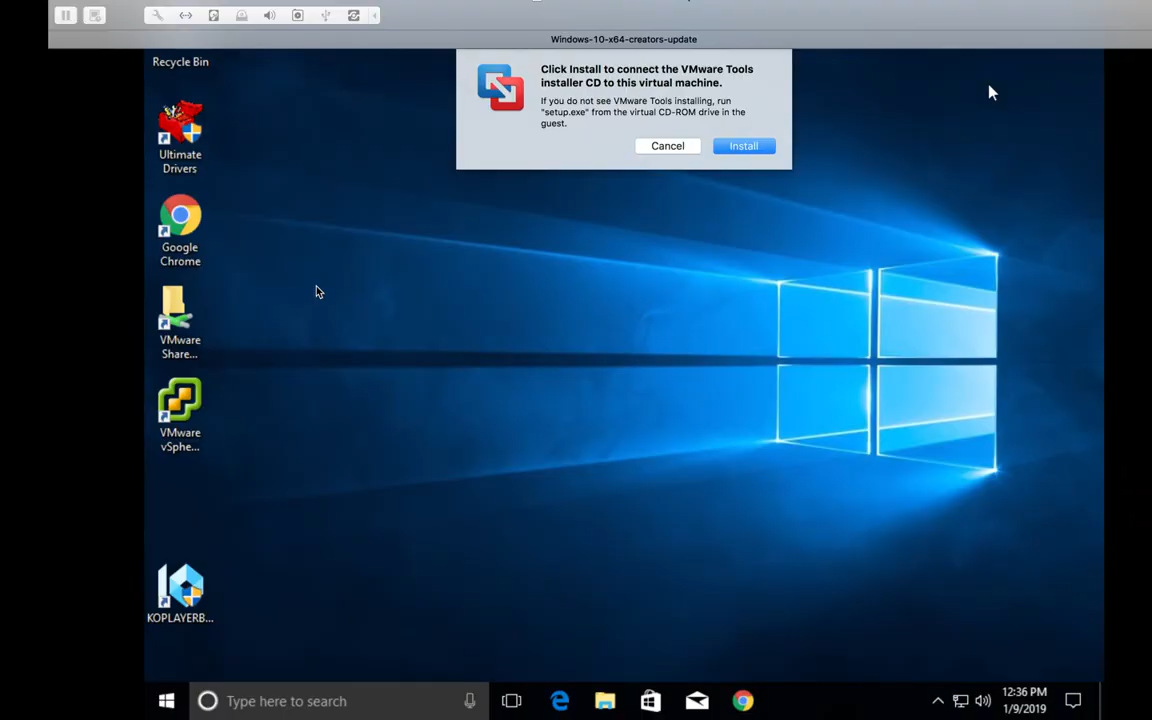 Windows-10-x64-creators-update
Click Install to connect the VMware Tools
installer CD to this virtual machine.
If you do not see VMware Tools installing, run
"setup.exe" from the virtual CD-ROM drive in the
guest.
Cancel
Install
Recycle Bin
Ultimate
Drivers
Google
Chrome
VMware
Share...
VMware
vSphe...
KOPLAYERB...
Type here to search
12:36 PM
1/9/2019